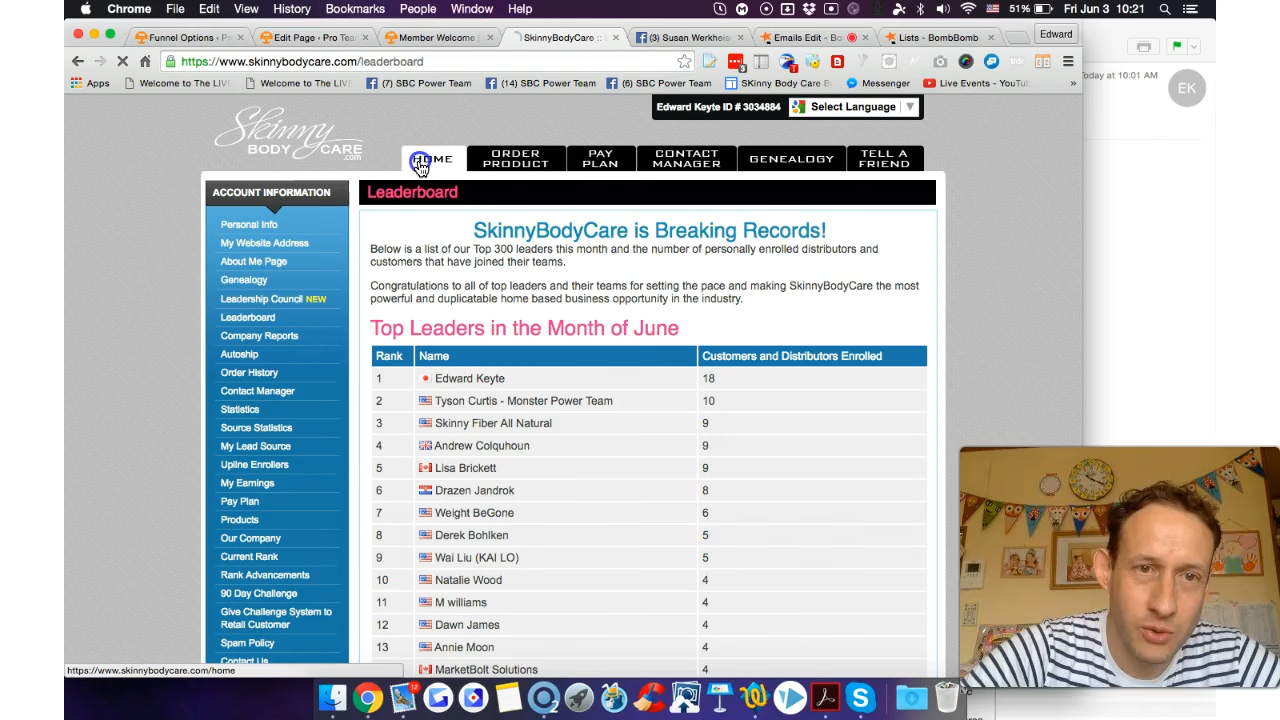 Chrome File Edit View History Bookmarks People Window Help 51% Fri Jun 3 10:21
Funnel Options - Pr
Edit Page - Pro Tea
Member Welcome
SkinnyBodyCare :: L
(3) Susan Werkheis
Emails Edit - Bo
Lists - BombBomb
Edward
https://www.skinnybodycare.com/leaderboard
Today at 10:01 AM
EK
Apps Welcome to The LIV Welcome to The LIVE (7) SBC Power Team (14) SBC Power Team (6) SBC Power Team SKinny Body Care B Messenger Live Events - YouTub
Edward Keyte ID # 3034884 Select Language
Skinny
BODY CARE
.com
HOME
ORDER
PRODUCT
PAY
PLAN
CONTACT
MANAGER
GENEALOGY
TELL A
FRIEND
ACCOUNT INFORMATION
Personal Info
My Website Address
About Me Page
Genealogy
Leadership Council NEW
Leaderboard
Company Reports
Autoship
Order History
Contact Manager
Statistics
Source Statistics
My Lead Source
Upline Enrollers
My Earnings
Pay Plan
Products
Our Company
Current Rank
Rank Advancements
90 Day Challenge
Give Challenge System to
Retail Customer
Spam Policy
Contact Us
Leaderboard
SkinnyBodyCare is Breaking Records!
Below is a list of our Top 300 leaders this month and the number of personally enrolled distributors and
customers that have joined their teams.
Congratulations to all of top leaders and their teams for setting the pace and making SkinnyBodyCare the most
powerful and duplicatable home based business opportunity in the industry.
Top Leaders in the Month of June
Rank Name Customers and Distributors Enrolled
1 Edward Keyte 18
2 Tyson Curtis - Monster Power Team 10
3 Skinny Fiber All Natural 9
4 Andrew Colquhoun 9
5 Lisa Brickett 9
6 Drazen Jandrok 8
7 Weight BeGone 6
8 Derek Bohlken 5
9 Wai Liu (KAI LO) 5
10 Natalie Wood 4
11 M williams 4
12 Dawn James 4
13 Annie Moon 4
MarketBolt Solutions 4
https://www.skinnybodycare.com/home
12